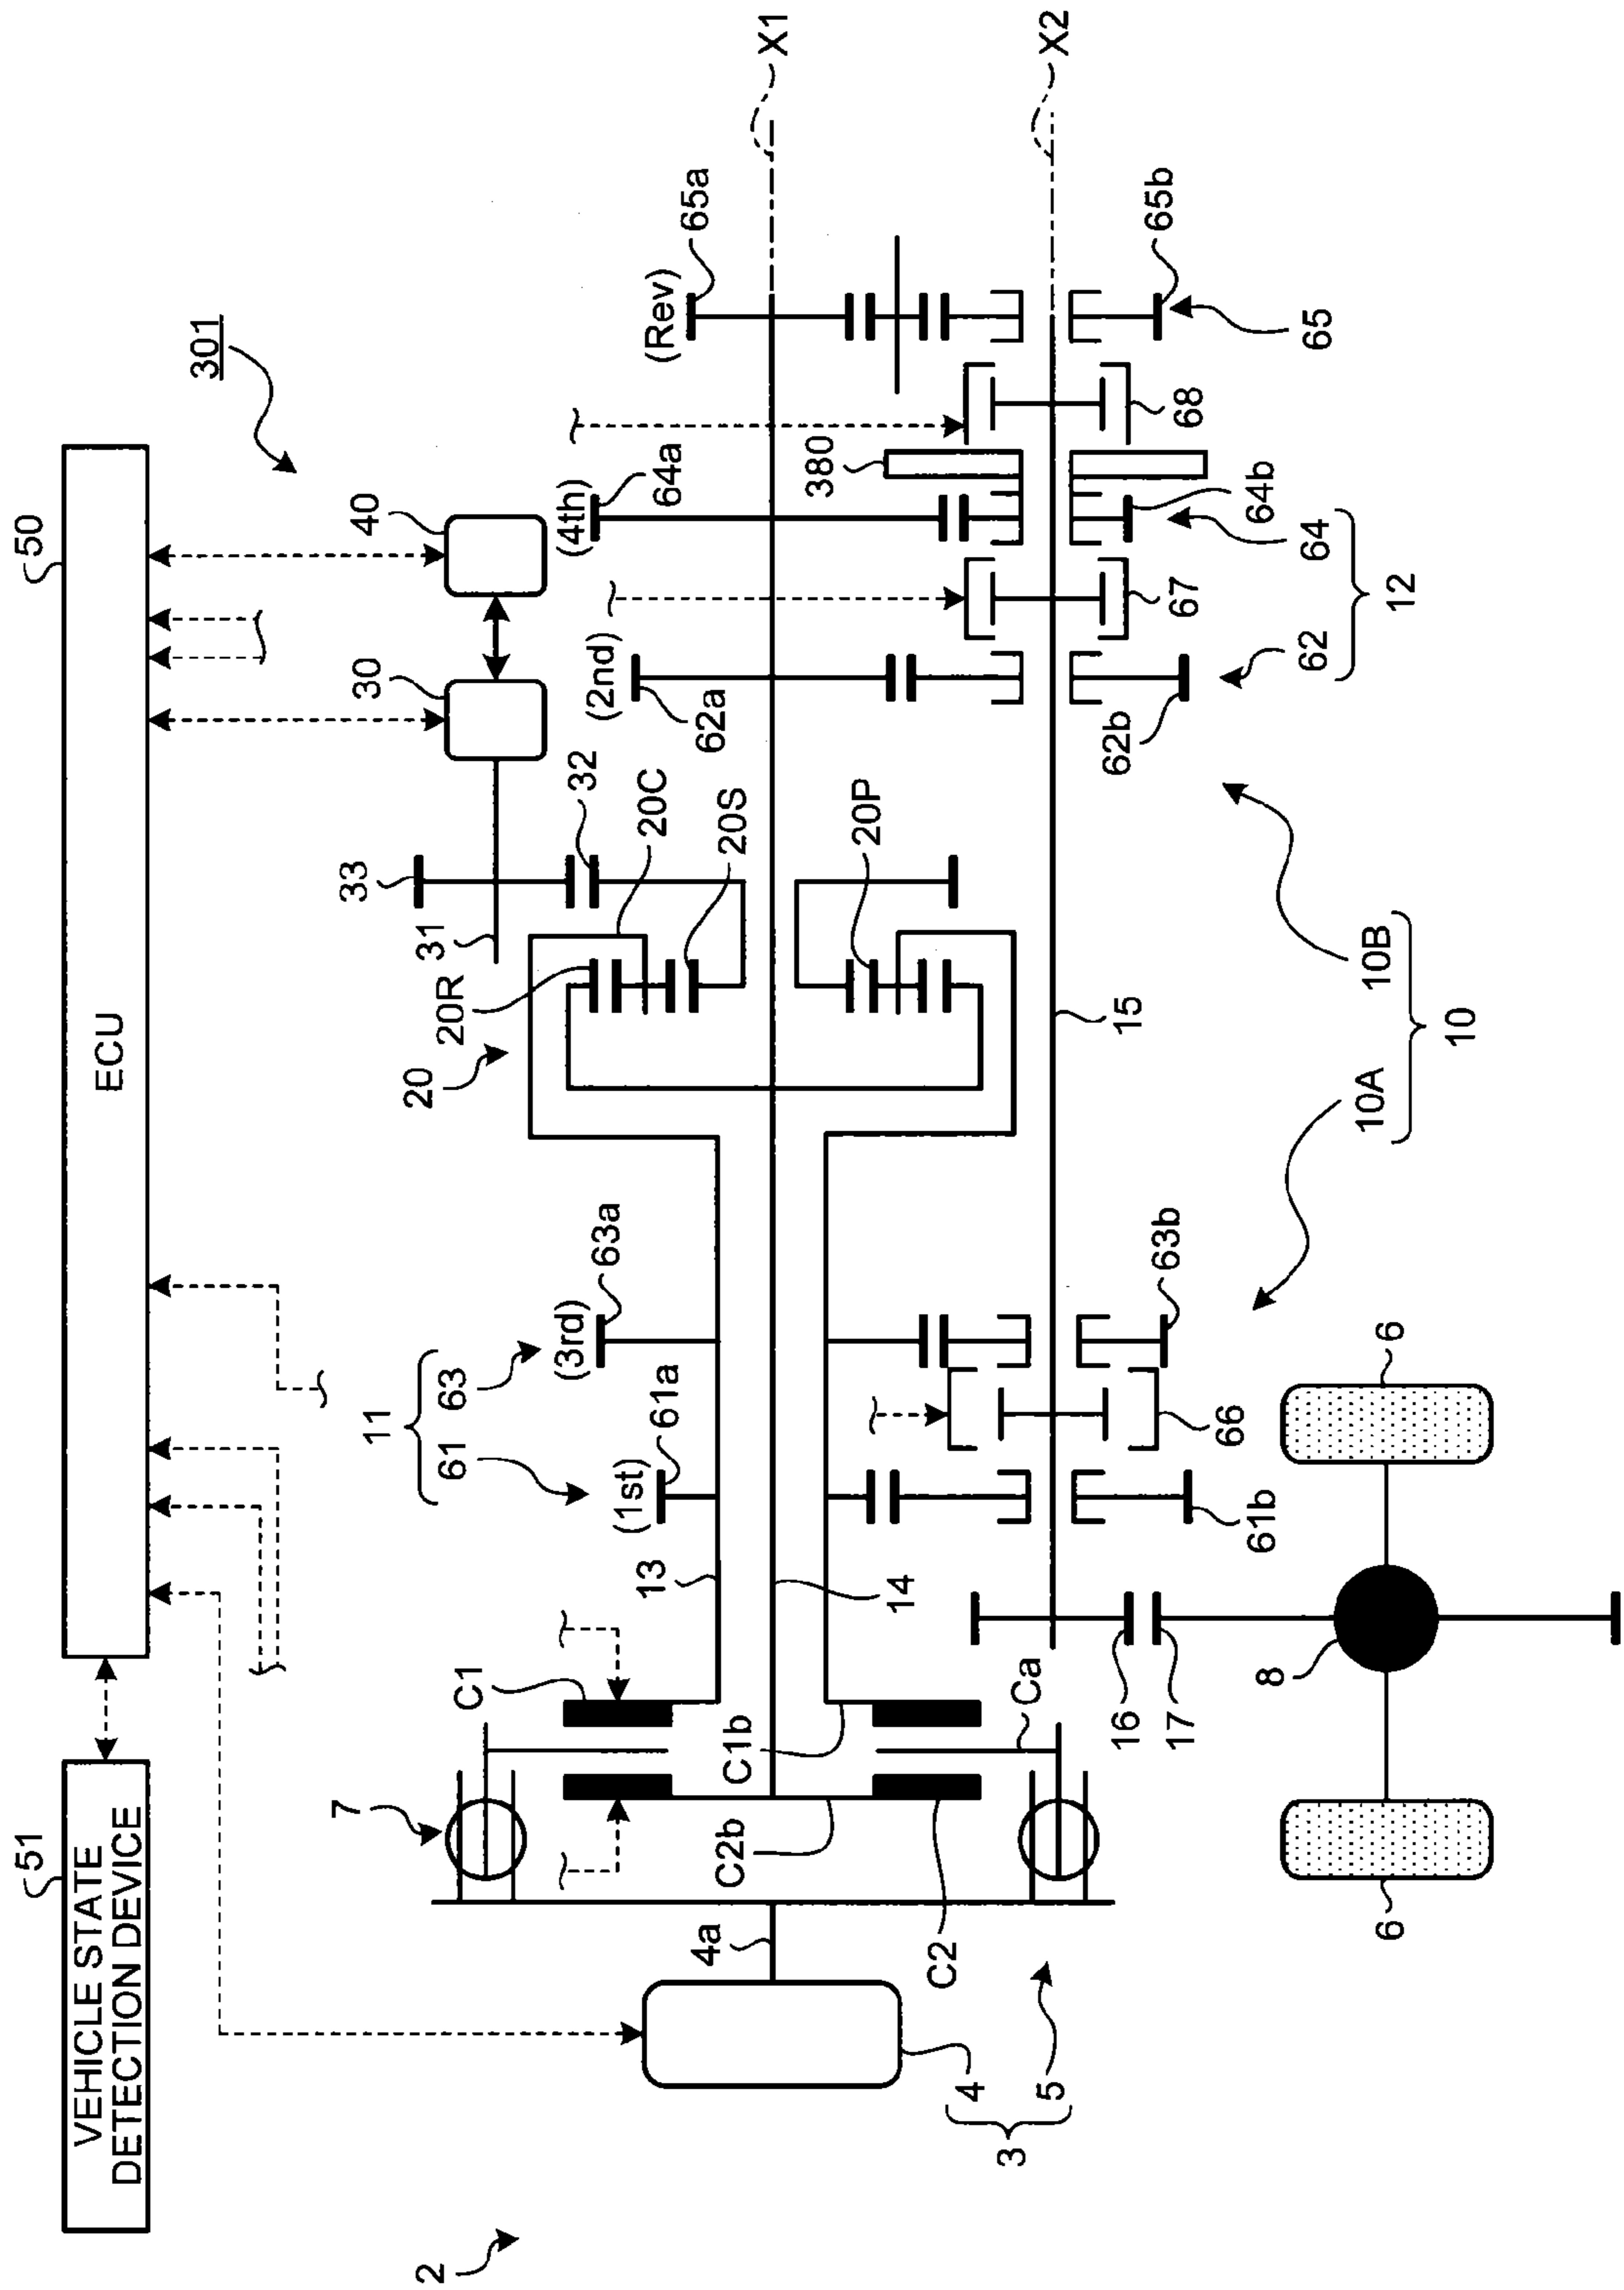 VEHICLE STATE
DETECTION DEVICE
51
ECU
50
301
2
3
4
5
4a
7
C1
C2
C1b
C2b
Ca
13
14
15
16
17
8
6
6
11
61
63
(1st)
61a
(3rd)
63a
61b
66
63b
10A
10B
10
20
20R
20C
20S
20P
31
33
32
30
40
(2nd)
62a
62b
62
64
12
67
(4th)
64a
64b
380
68
(Rev)
65a
65b
65
X1
X2